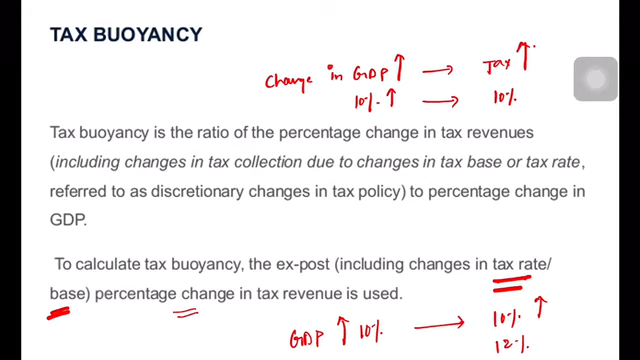 TAX BUOYANCY
Change in GDP ↑ → Tax ↑
10% ↑ → 10%
Tax buoyancy is the ratio of the percentage change in tax revenues
(including changes in tax collection due to changes in tax base or tax rate,
referred to as discretionary changes in tax policy) to percentage change in
GDP.
To calculate tax buoyancy, the ex-post (including changes in tax rate/
base) percentage change in tax revenue is used.
GDP ↑ 10% → 10% ↑
12%